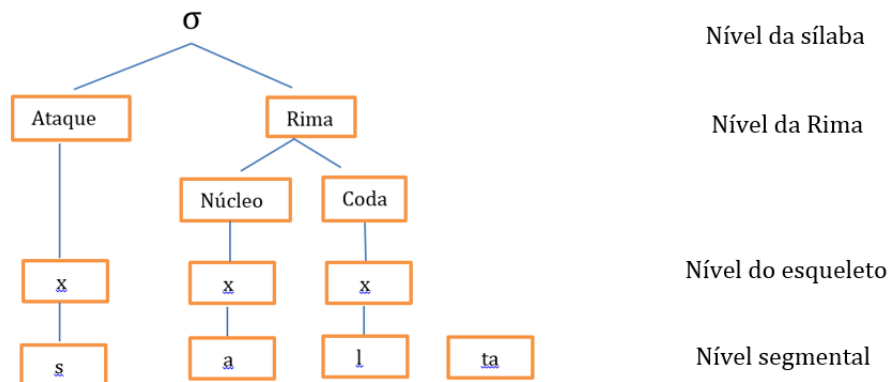 σ
Nível da sílaba
Ataque Rima
Nível da Rima
Núcleo Coda
x x x
Nível do esqueleto
s a l ta
Nível segmental